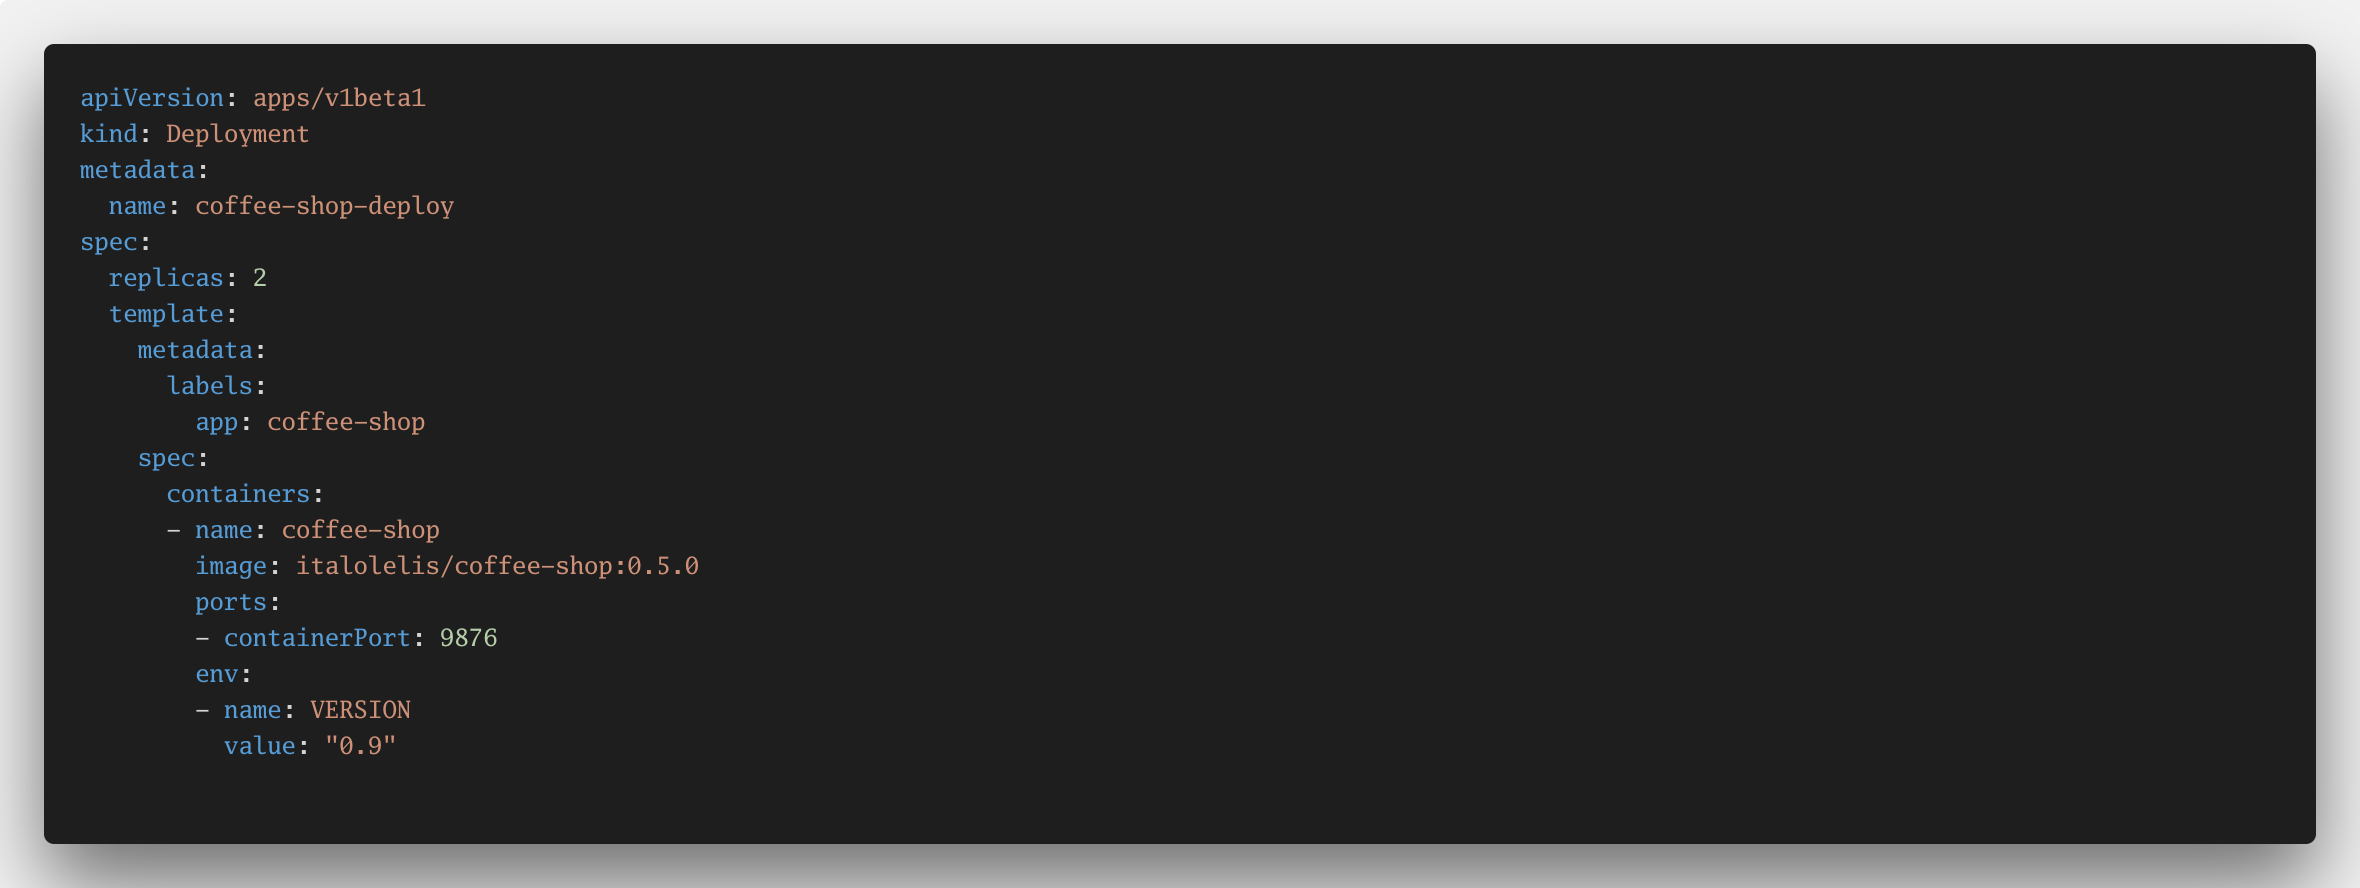 apiVersion: apps/v1beta1
kind: Deployment
metadata:
  name: coffee-shop-deploy
spec:
  replicas: 2
  template:
    metadata:
      labels:
        app: coffee-shop
    spec:
      containers:
      - name: coffee-shop
        image: italolelis/coffee-shop:0.5.0
        ports:
        - containerPort: 9876
        env:
        - name: VERSION
          value: "0.9"